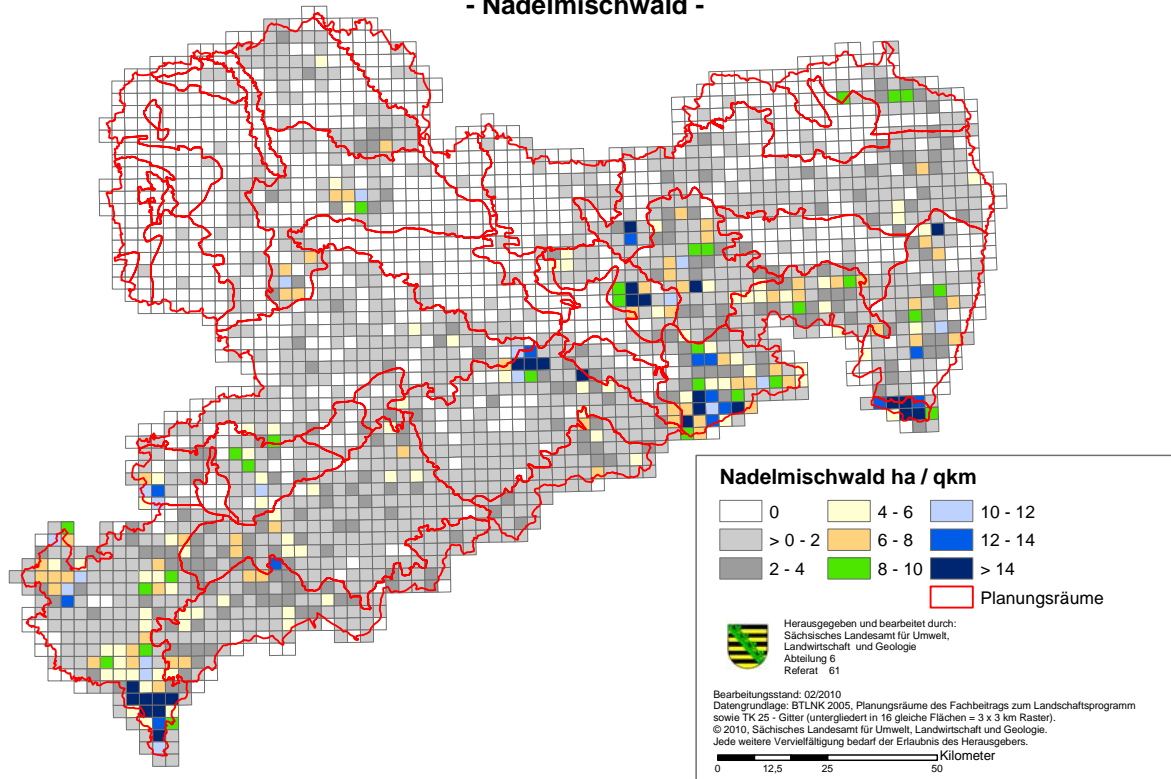 - Nadelmischwald -
Nadelmischwald ha / qkm
0
4 - 6
10 - 12
> 0 - 2
6 - 8
12 - 14
2 - 4
8 - 10
> 14
Planungsräume
Herausgegeben und bearbeitet durch:
Sächsisches Landesamt für Umwelt,
Landwirtschaft und Geologie
Abteilung 6
Referat 61
Bearbeitungsstand: 02/2010
Datengrundlage: BTLNK 2005, Planungsräume des Fachbeitrags zum Landschaftsprogramm
sowie TK 25 - Gitter (untergliedert in 16 gleiche Flächen = 3 x 3 km Raster).
© 2010, Sächsisches Landesamt für Umwelt, Landwirtschaft und Geologie.
Jede weitere Vervielfältigung bedarf der Erlaubnis des Herausgebers.
Kilometer
0 12,5 25 50